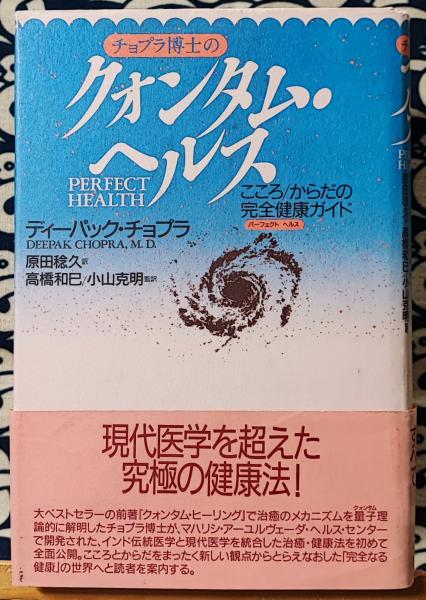 チョプラ博士の
クォンタム・
ヘルス
PERFECT
HEALTH
こころ/からだの
完全健康ガイド
パーフェクト ヘルス
ディーパック・チョプラ
DEEPAK CHOPRA, M. D.
原田稔久訳
高橋和巳/小山克明監訳
現代医学を超えた
究極の健康法!
クォンタム
大ベストセラーの前著『クォンタム・ヒーリング』で治癒のメカニズムを量子理
論的に解明したチョプラ博士が、マハリシ・アーユルヴェーダ・ヘルス・センター
で開発された、インド伝統医学と現代医学を統合した治癒・健康法を初めて
全面公開。こころとからだをまったく新しい観点からとらえなおした「完全なる
健康」の世界へと読者を案内する。